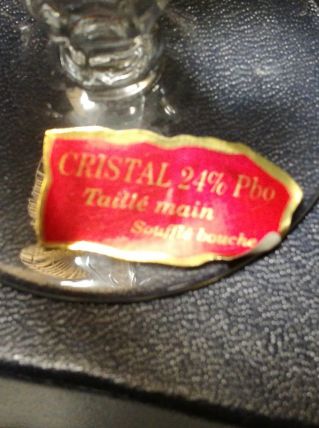 CRISTAL 24% Pbo
Taillé main
Soufflé bouche